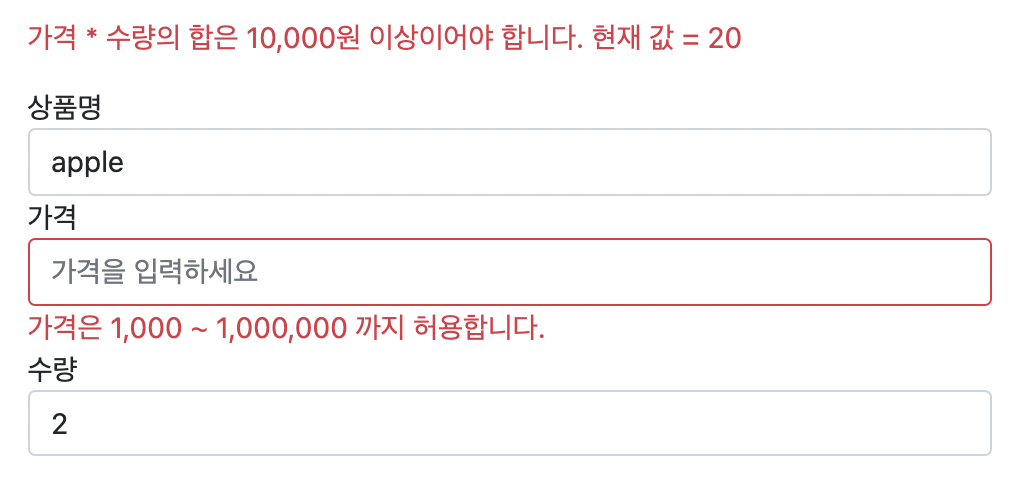 가격 * 수량의 합은 10,000원 이상이어야 합니다. 현재 값 = 20
상품명
apple
가격
가격을 입력하세요
가격은 1,000 ~ 1,000,000 까지 허용합니다.
수량
2